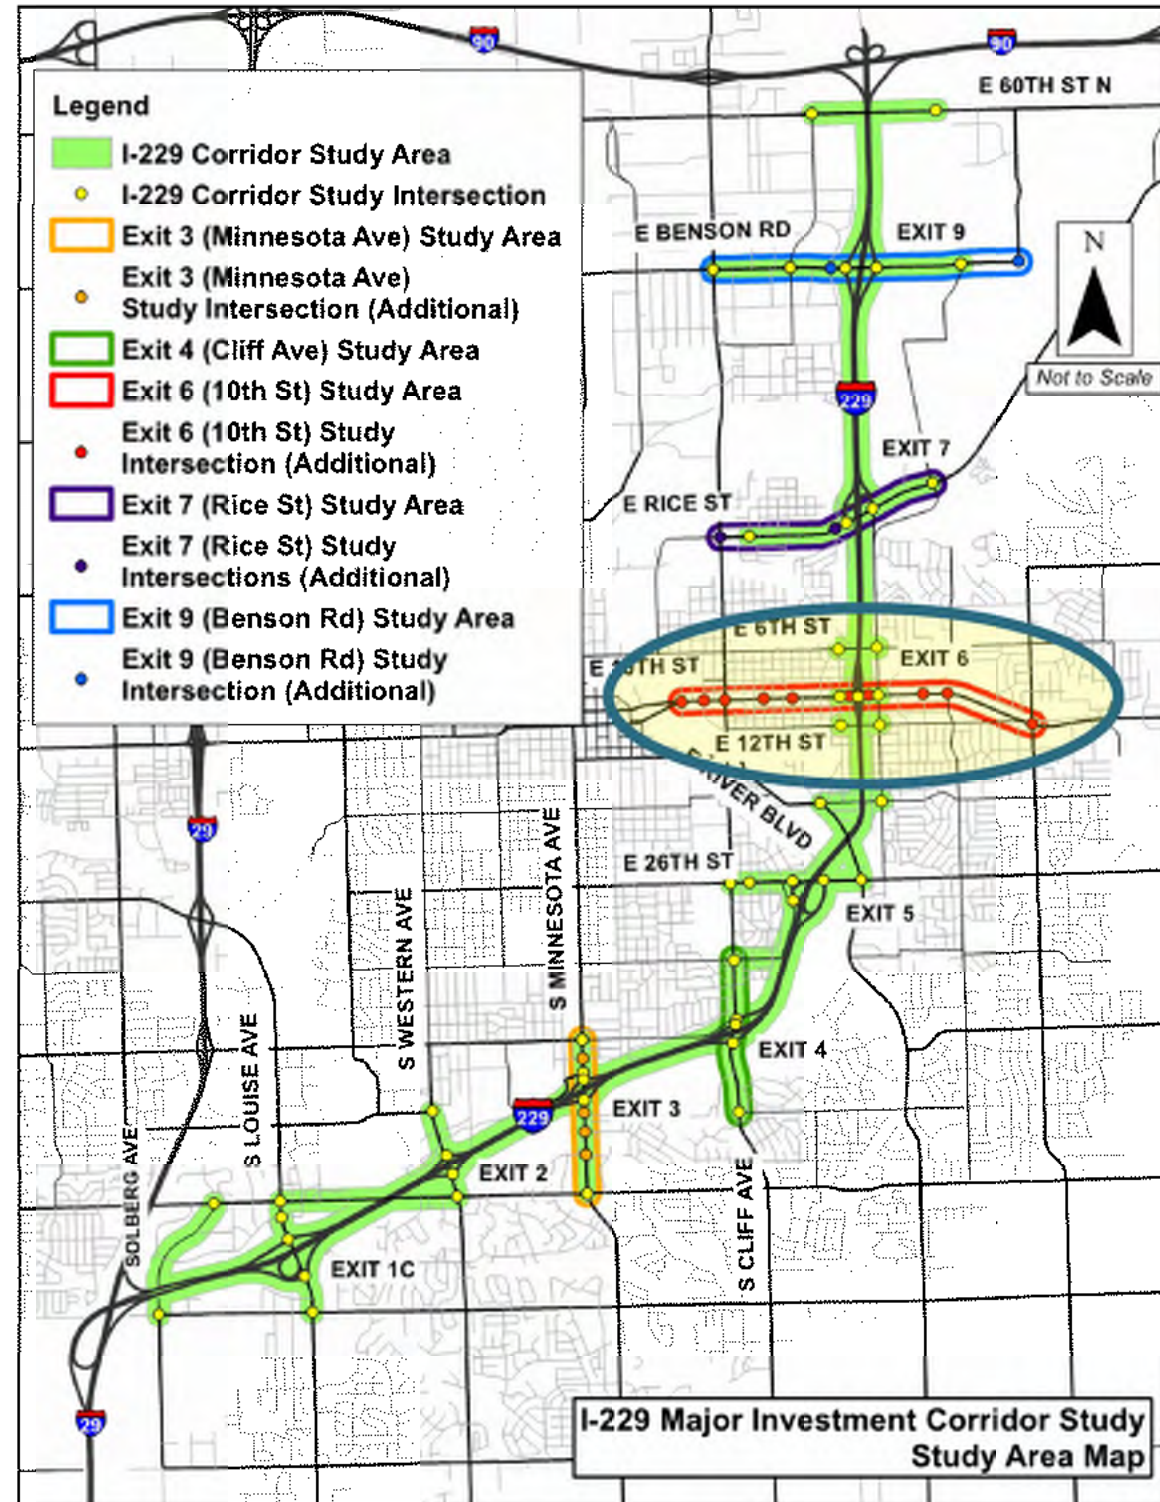 90
90
E 60TH ST N
Legend
I-229 Corridor Study Area
I-229 Corridor Study Intersection
Exit 3 (Minnesota Ave) Study Area
Exit 3 (Minnesota Ave)
Study Intersection (Additional)
Exit 4 (Cliff Ave) Study Area
Exit 6 (10th St) Study Area
Exit 6 (10th St) Study
Intersection (Additional)
Exit 7 (Rice St) Study Area
Exit 7 (Rice St) Study
Intersections (Additional)
Exit 9 (Benson Rd) Study Area
Exit 9 (Benson Rd) Study
Intersection (Additional)
E BENSON RD
EXIT 9
N
Not to Scale
229
EXIT 7
E RICE ST
E 6TH ST
EXIT 6
E 10TH ST
E 12TH ST
RIVER BLVD
29
E 26TH ST
EXIT 5
S MINNESOTA AVE
S WESTERN AVE
S LOUISE AVE
EXIT 4
EXIT 3
229
EXIT 2
SOLBERG AVE
S CLIFF AVE
EXIT 1C
29
I-229 Major Investment Corridor Study
Study Area Map